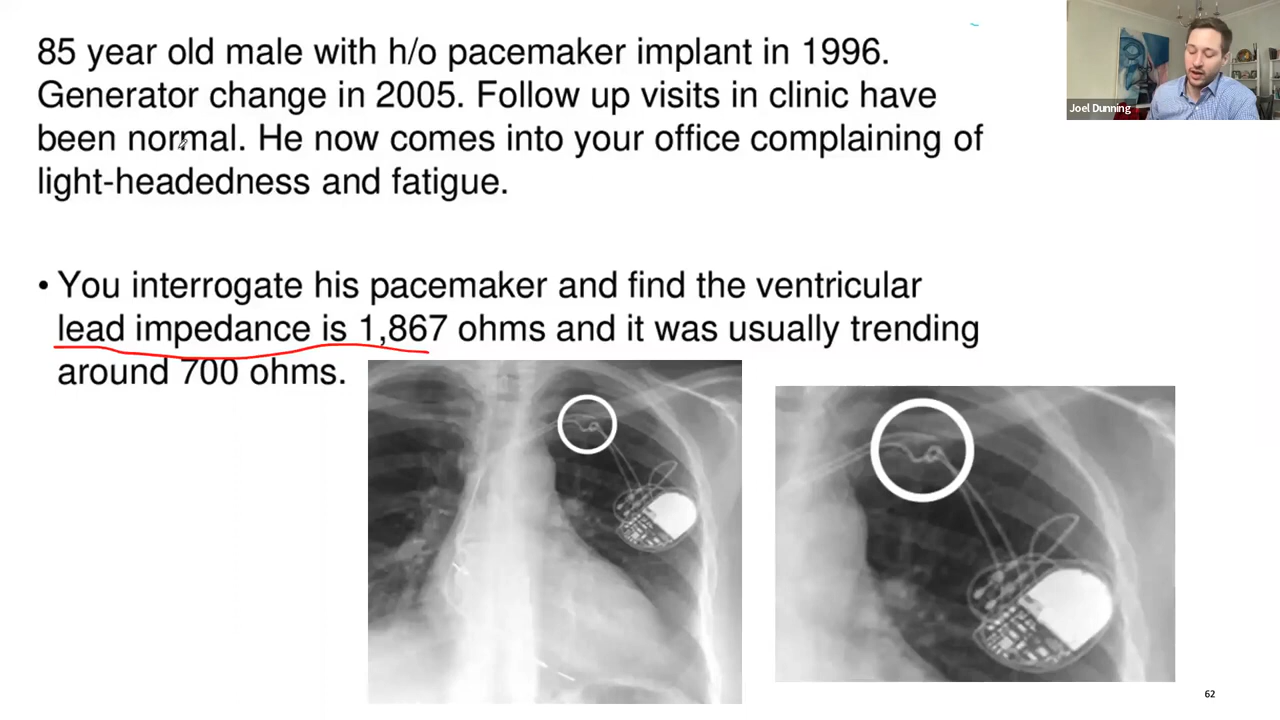 85 year old male with h/o pacemaker implant in 1996.
Generator change in 2005. Follow up visits in clinic have
been normal. He now comes into your office complaining of
light-headedness and fatigue.
Joel Dunning
• You interrogate his pacemaker and find the ventricular
lead impedance is 1,867 ohms and it was usually trending
around 700 ohms.
62